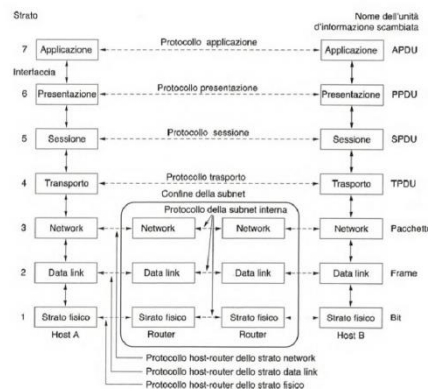 Strato
Nome dell'unità
d'informazione scambiata
7 Applicazione Protocollo applicazione Applicazione APDU
Interfaccia
6 Presentazione Protocollo presentazione Presentazione PPDU
5 Sessione Protocollo sessione Sessione SPDU
4 Trasporto Protocollo trasporto Trasporto TPDU
Confine della subnet
Protocollo della subnet interna
3 Network Network Network Network Pacchetto
2 Data link Data link Data link Data link Frame
1 Strato fisico Strato fisico Strato fisico Strato fisico Bit
Host A Router Router Host B
Protocollo host-router dello strato network
Protocollo host-router dello strato data link
Protocollo host-router dello strato fisico